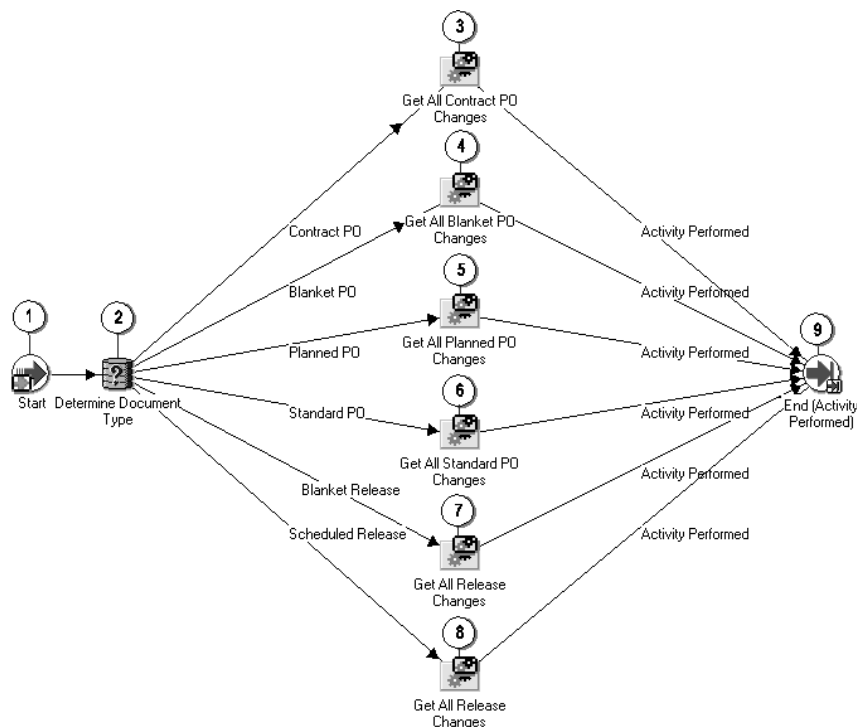 3
Get All Contract PO
Changes
4
Contract PO
Get All Blanket PO
Changes
Activity Performed
5
Blanket PO
Activity Performed
1
2
9
Planned PO
Get All Planned PO
Changes
Activity Performed
Start
Determine Document
Type
6
Standard PO
Activity Performed
End (Activity
Performed)
Get All Standard PO
Changes
Blanket Release
Activity Performed
7
Scheduled Release
Activity Performed
Get All Release
Changes
8
Get All Release
Changes